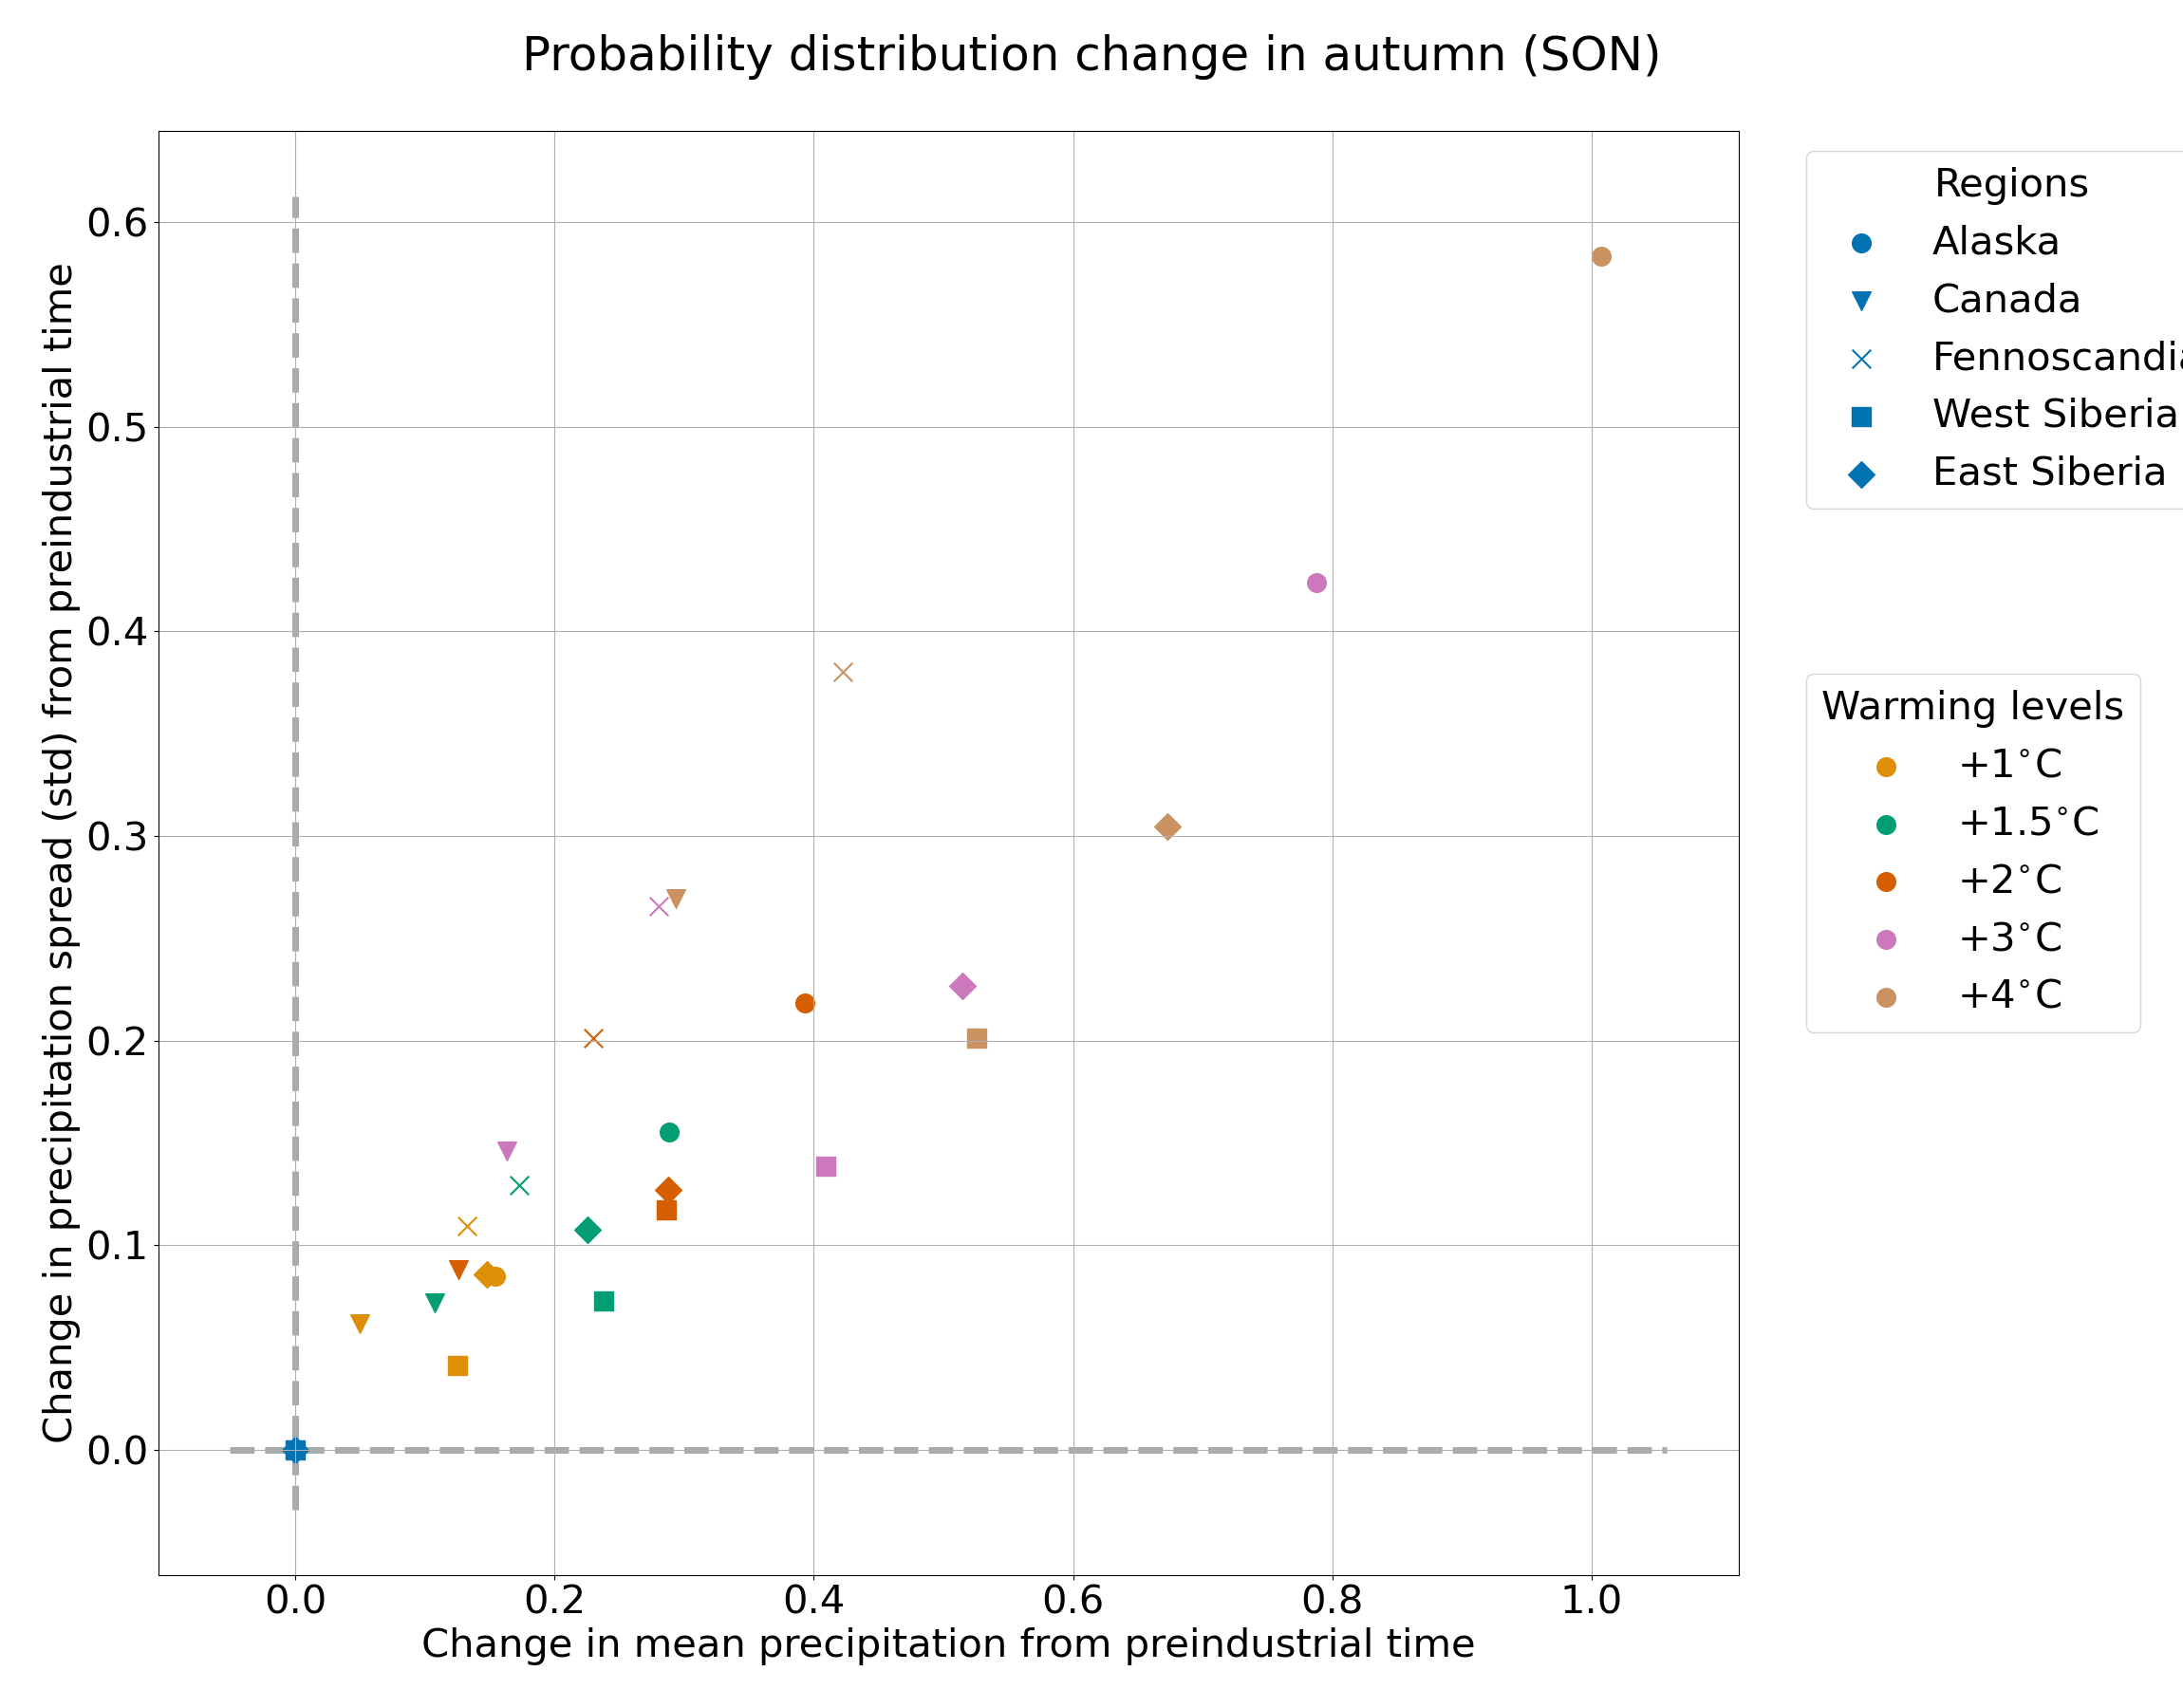 Probability distribution change in autumn (SON)
Change in precipitation spread (std) from preindustrial time
0.6
0.5
0.4
0.3
0.2
0.1
0.0
0.0 0.2 0.4 0.6 0.8 1.0
Change in mean precipitation from preindustrial time
Regions
Alaska
Canada
Fennoscandia
West Siberia
East Siberia
Warming levels
+1°C
+1.5°C
+2°C
+3°C
+4°C